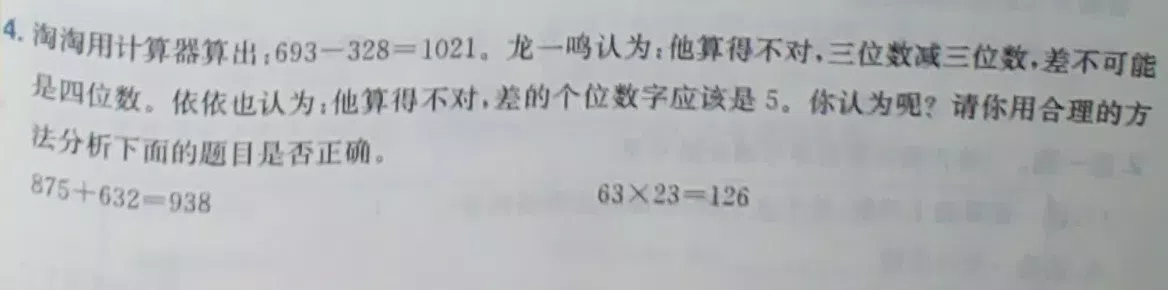 4. 淘淘用计算器算出:693-328=1021。龙一鸣认为:他算得不对,三位数减三位数,差不可能
是四位数。依依也认为:他算得不对,差的个位数字应该是 5。你认为呢?请你用合理的方
法分析下面的题目是否正确。
875+632=938 63×23=126